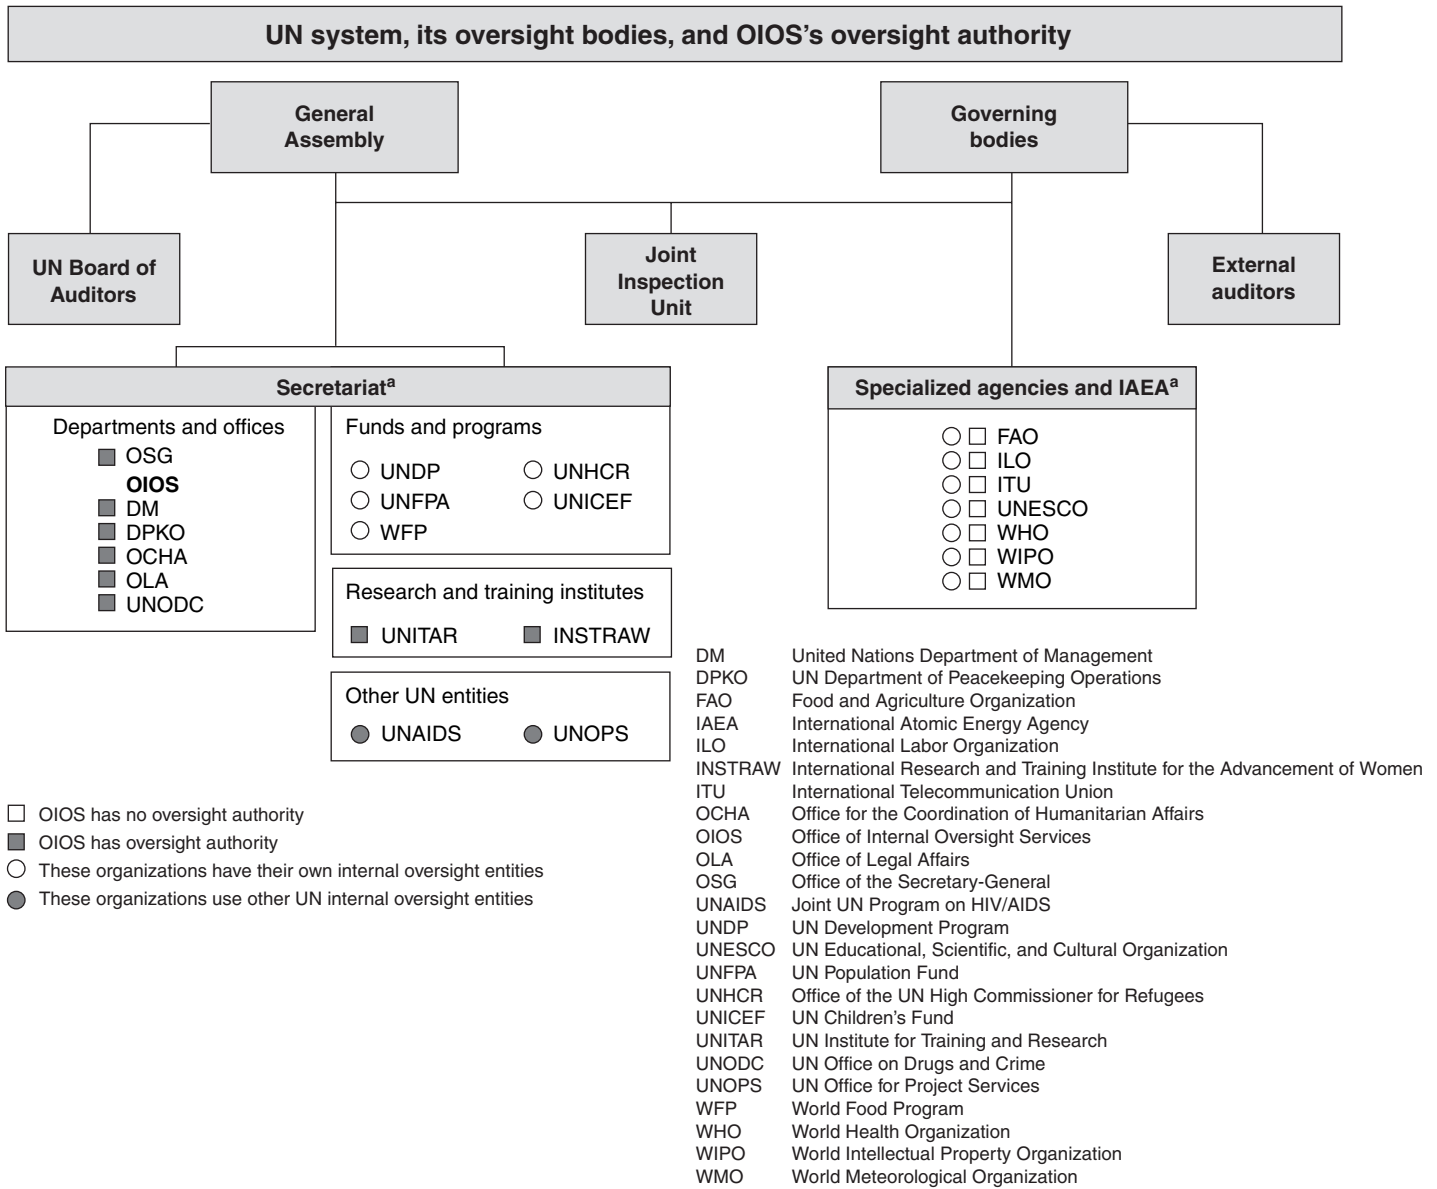 UN system, its oversight bodies, and OIOS's oversight authority
General
Assembly
Governing
bodies
UN Board of
Auditors
Joint
Inspection
Unit
External
auditors
Secretariatᵃ
Departments and offices
OSG
OIOS
DM
DPKO
OCHA
OLA
UNODC
Funds and programs
UNDP UNHCR
UNFPA UNICEF
WFP
Research and training institutes
UNITAR INSTRAW
Other UN entities
UNAIDS UNOPS
Specialized agencies and IAEAᵃ
FAO
ILO
ITU
UNESCO
WHO
WIPO
WMO
OIOS has no oversight authority
OIOS has oversight authority
These organizations have their own internal oversight entities
These organizations use other UN internal oversight entities
DM United Nations Department of Management
DPKO UN Department of Peacekeeping Operations
FAO Food and Agriculture Organization
IAEA International Atomic Energy Agency
ILO International Labor Organization
INSTRAW International Research and Training Institute for the Advancement of Women
ITU International Telecommunication Union
OCHA Office for the Coordination of Humanitarian Affairs
OIOS Office of Internal Oversight Services
OLA Office of Legal Affairs
OSG Office of the Secretary-General
UNAIDS Joint UN Program on HIV/AIDS
UNDP UN Development Program
UNESCO UN Educational, Scientific, and Cultural Organization
UNFPA UN Population Fund
UNHCR Office of the UN High Commissioner for Refugees
UNICEF UN Children's Fund
UNITAR UN Institute for Training and Research
UNODC UN Office on Drugs and Crime
UNOPS UN Office for Project Services
WFP World Food Program
WHO World Health Organization
WIPO World Intellectual Property Organization
WMO World Meteorological Organization